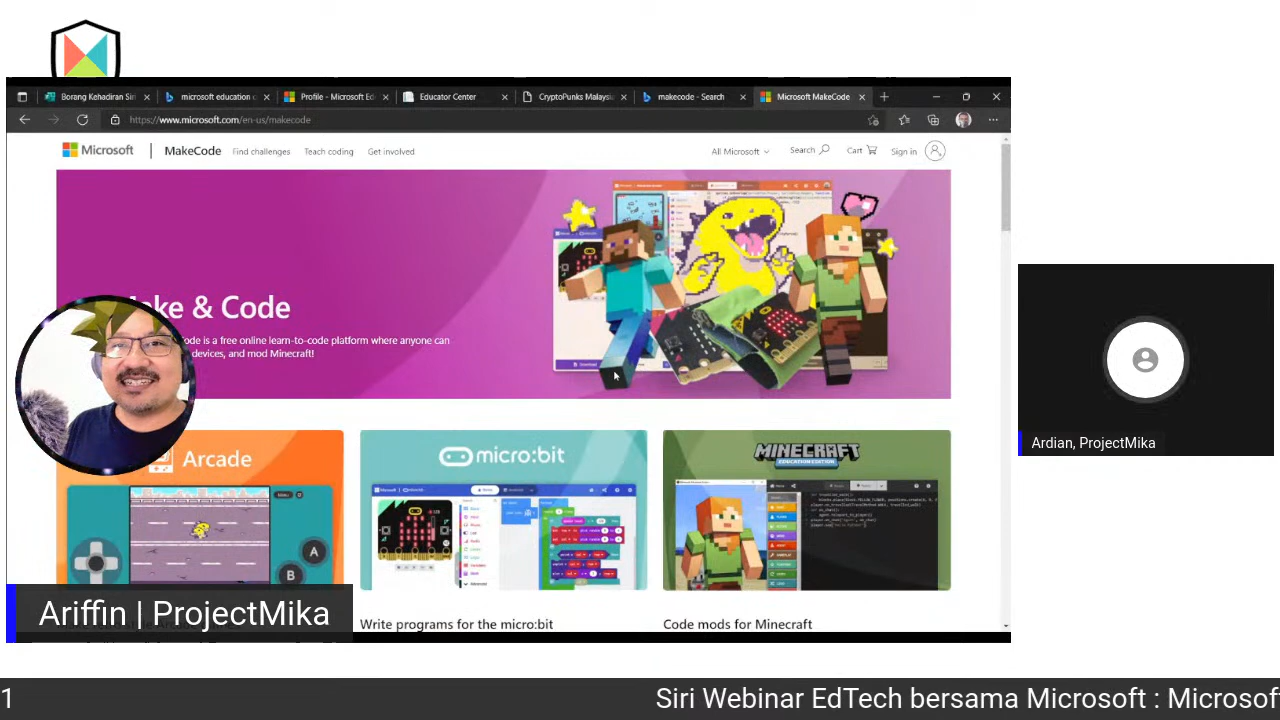 Borang Kehadiran Siri
microsoft education c
Profile - Microsoft Ed
Educator Center
CryptoPunks Malaysia
makecode - Search
Microsoft MakeCode
https://www.microsoft.com/en-us/makecode
Microsoft | MakeCode Find challenges Teach coding Get involved
All Microsoft Search Cart Sign in
ke & Code
ode is a free online learn-to-code platform where anyone can
devices, and mod Minecraft!
Arcade
micro:bit
MINECRAFT
EDUCATION EDITION
A
B
Write programs for the micro:bit
Code mods for Minecraft
Ariffin | ProjectMika
Ardian, ProjectMika
1
Siri Webinar EdTech bersama Microsoft : Microsof